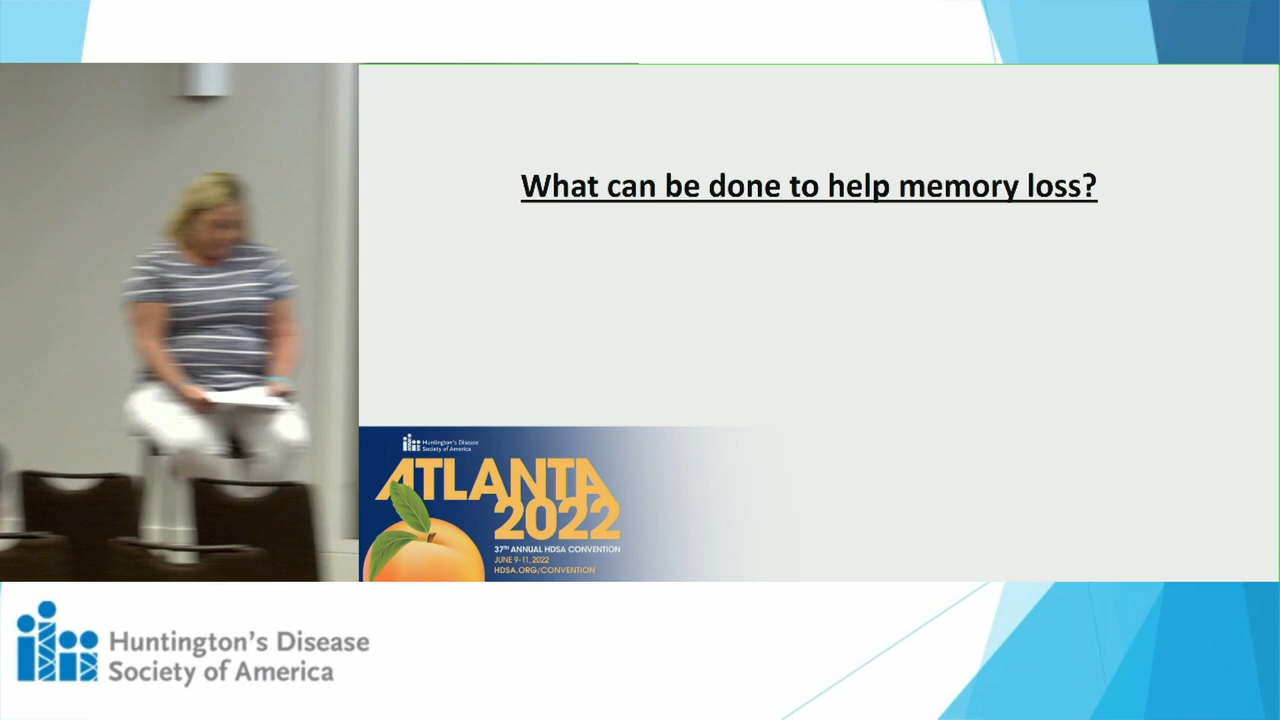 What can be done to help memory loss?
Huntington's Disease
Society of America
ATLANTA
2022
37TH ANNUAL HDSA CONVENTION
JUNE 9-11, 2022
HDSA.ORG/CONVENTION
Huntington's Disease
Society of America